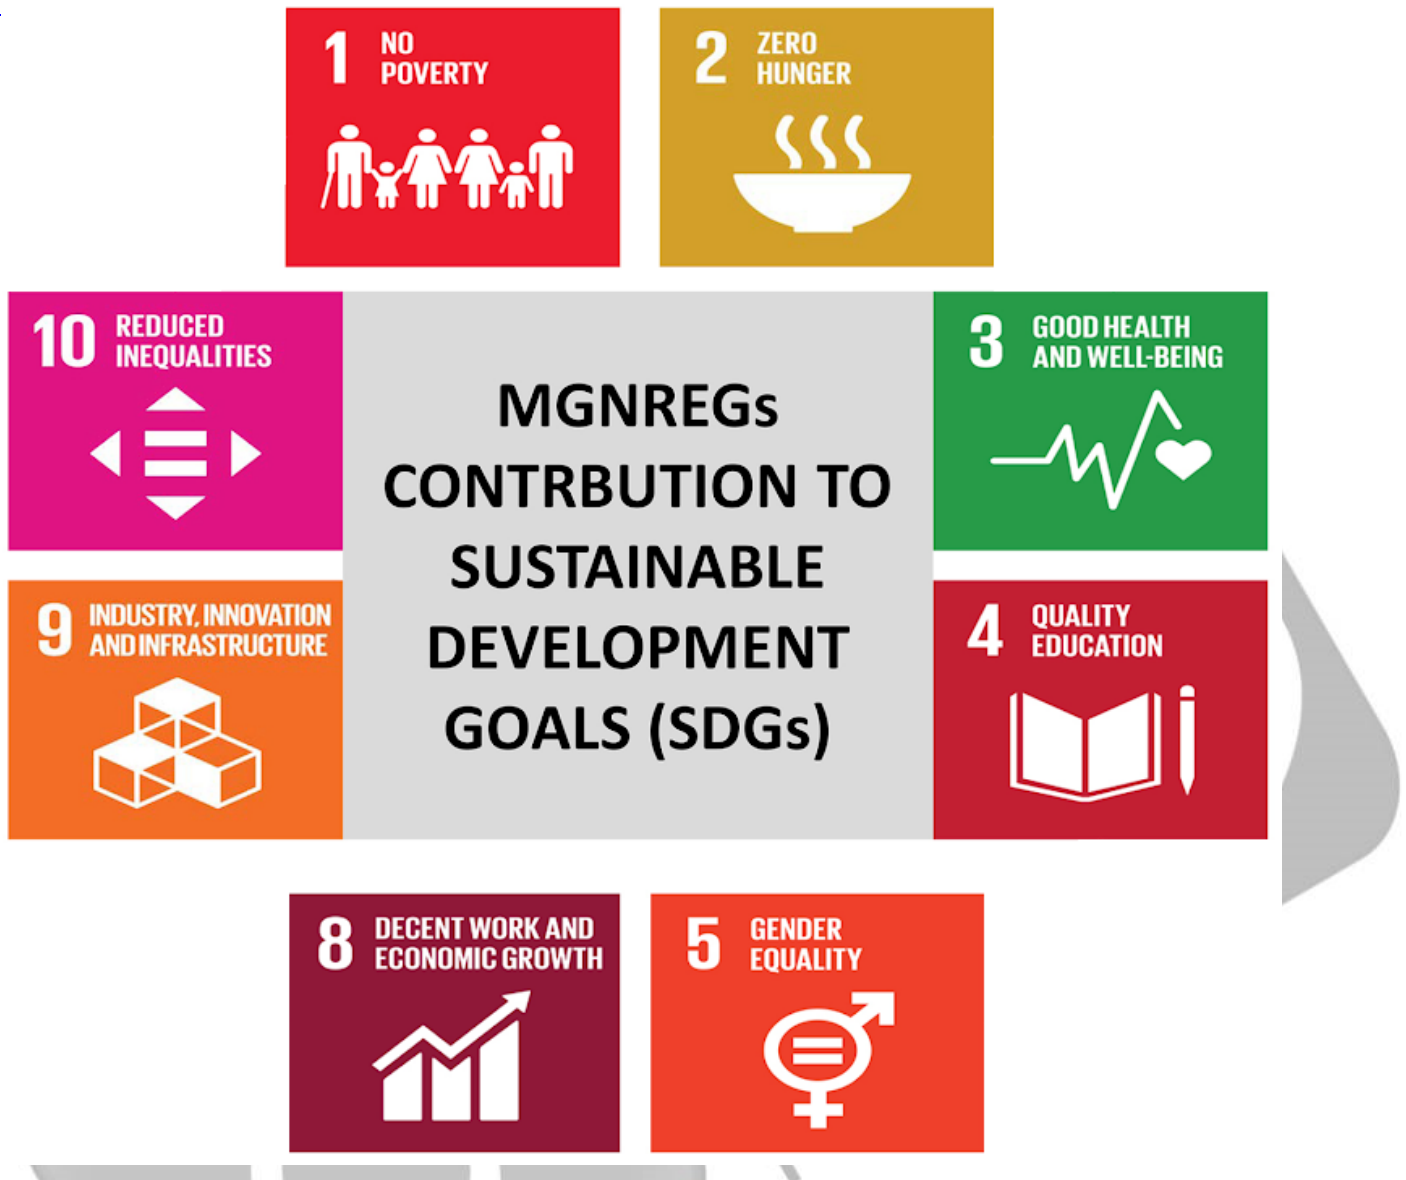 1 NO
POVERTY
2 ZERO
HUNGER
10 REDUCED
INEQUALITIES
MGNREGs
CONTRBUTION TO
SUSTAINABLE
DEVELOPMENT
GOALS (SDGs)
3 GOOD HEALTH
AND WELL-BEING
9 INDUSTRY, INNOVATION
AND INFRASTRUCTURE
4 QUALITY
EDUCATION
8 DECENT WORK AND
ECONOMIC GROWTH
5 GENDER
EQUALITY